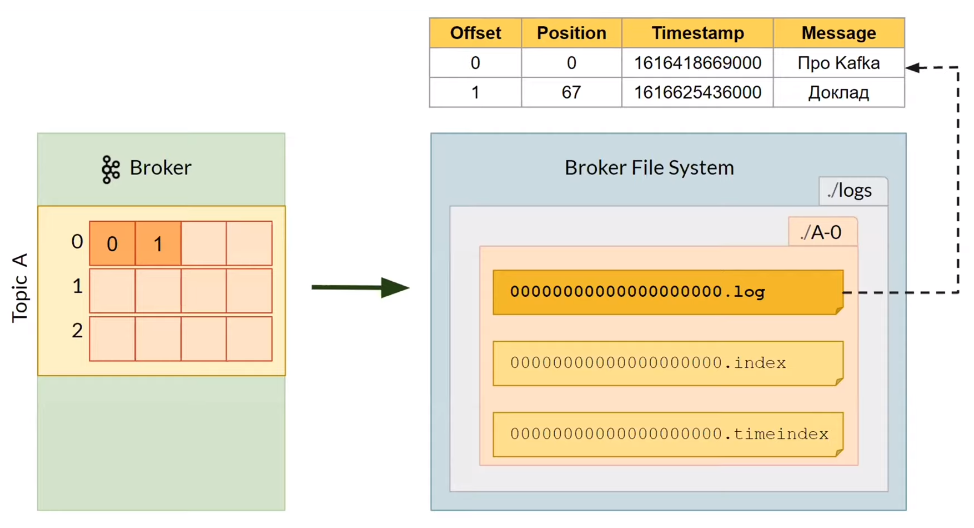 Offset Position Timestamp Message
0 0 1616418669000 Про Kafka
1 67 1616625436000 Доклад
Broker
Topic A
0 0 1
1
2
Broker File System
./logs
./A-0
00000000000000000000.log
00000000000000000000.index
00000000000000000000.timeindex